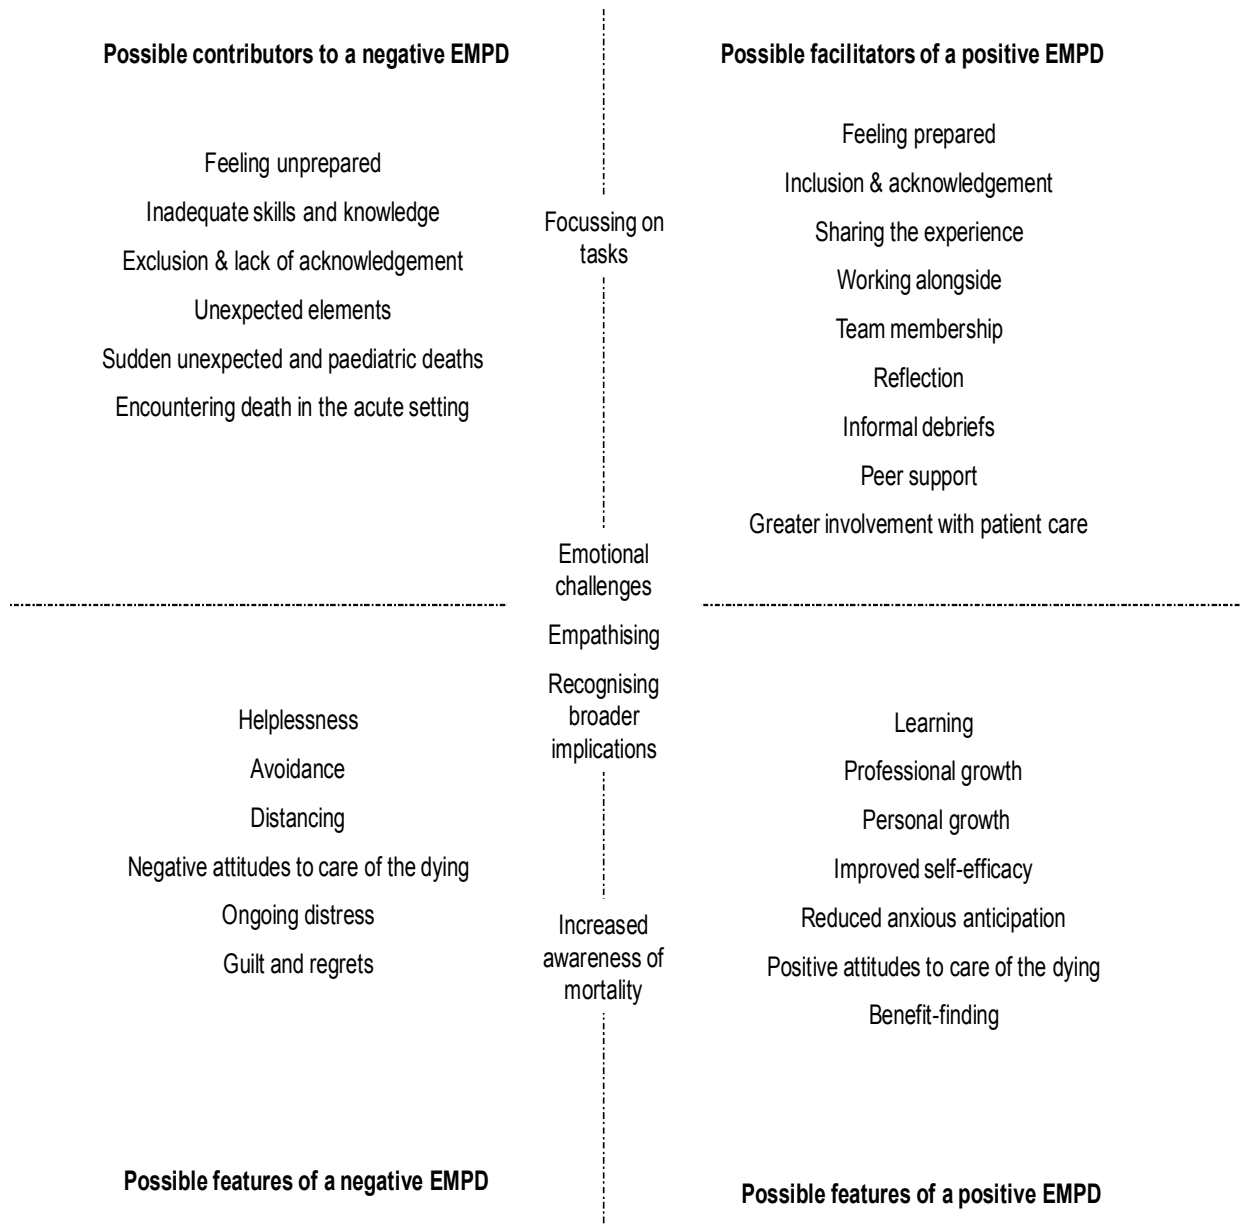 Possible contributors to a negative EMPD
Feeling unprepared
Inadequate skills and knowledge
Exclusion & lack of acknowledgement
Unexpected elements
Sudden unexpected and paediatric deaths
Encountering death in the acute setting
Possible facilitators of a positive EMPD
Feeling prepared
Inclusion & acknowledgement
Sharing the experience
Working alongside
Team membership
Reflection
Informal debriefs
Peer support
Greater involvement with patient care
Focussing on
tasks
Emotional
challenges
Empathising
Recognising
broader
implications
Increased
awareness of
mortality
Helplessness
Avoidance
Distancing
Negative attitudes to care of the dying
Ongoing distress
Guilt and regrets
Possible features of a negative EMPD
Learning
Professional growth
Personal growth
Improved self-efficacy
Reduced anxious anticipation
Positive attitudes to care of the dying
Benefit-finding
Possible features of a positive EMPD